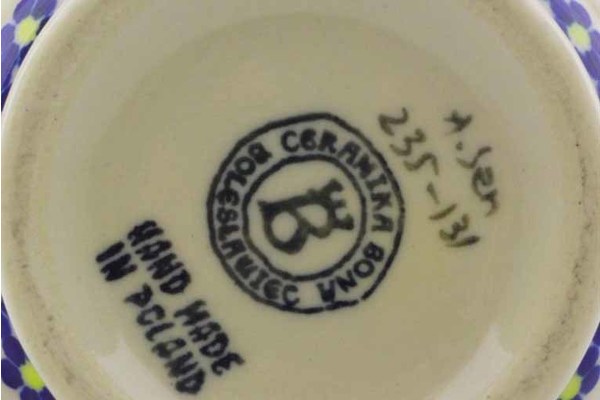 CERAMIKA BONA
BOLESŁAWIEC
B
HAND MADE
IN POLAND
235-131